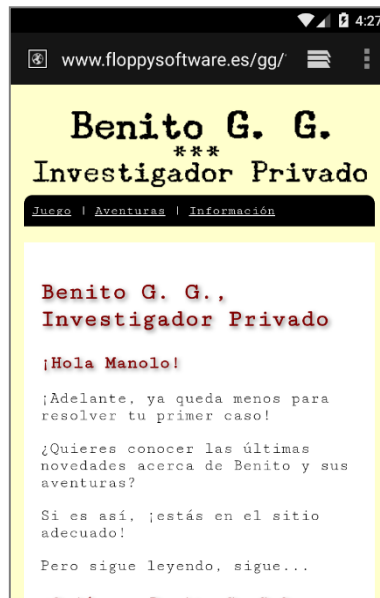 4:27
www.floppysoftware.es/gg/
Benito G. G.
***
Investigador Privado
Juego | Aventuras | Información
Benito G. G.,
Investigador Privado
¡Hola Manolo!
¡Adelante, ya queda menos para
resolver tu primer caso!
¿Quieres conocer las últimas
novedades acerca de Benito y sus
aventuras?
Si es así, ¡estás en el sitio
adecuado!
Pero sigue leyendo, sigue...